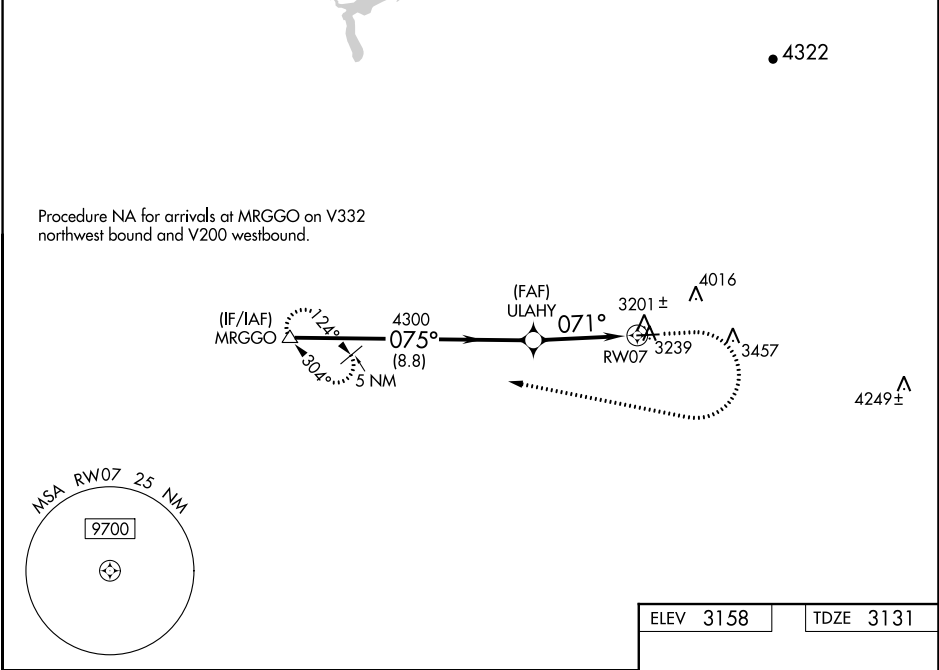 4322
Procedure NA for arrivals at MRGGO on V332
northwest bound and V200 westbound.
4016
(FAF)
ULAHY
3201 ±
(IF/IAF)
MRGGO
124°
4300
075°
(8.8)
071°
RW07
3239
3457
304°
5 NM
4249 ±
MSA RW07 25 NM
9700
ELEV 3158
TDZE 3131